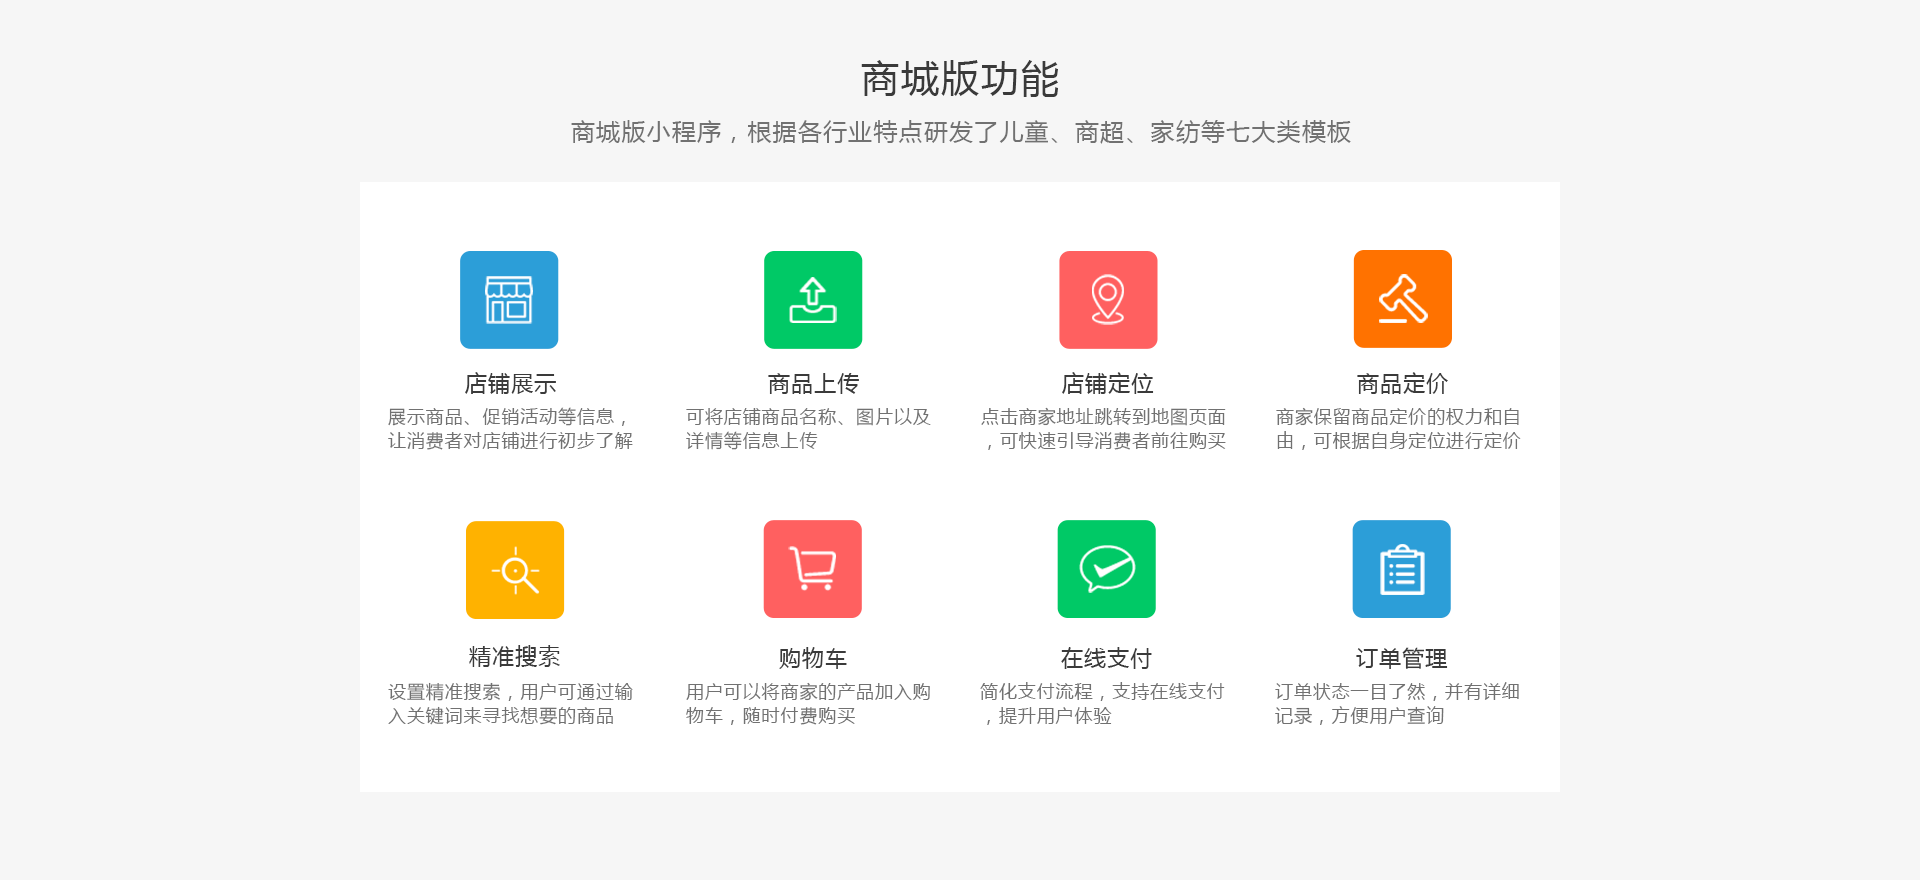 商城版功能
商城版小程序，根据各行业特点研发了儿童、商超、家纺等七大类模板
店铺展示
展示商品、促销活动等信息，
让消费者对店铺进行初步了解
商品上传
可将店铺商品名称、图片以及
详情等信息上传
店铺定位
点击商家地址跳转到地图页面
，可快速引导消费者前往购买
商品定价
商家保留商品定价的权力和自
由，可根据自身定位进行定价
精准搜索
设置精准搜索，用户可通过输
入关键词来寻找想要的商品
购物车
用户可以将商家的产品加入购
物车，随时付费购买
在线支付
简化支付流程，支持在线支付
，提升用户体验
订单管理
订单状态一目了然，并有详细
记录，方便用户查询